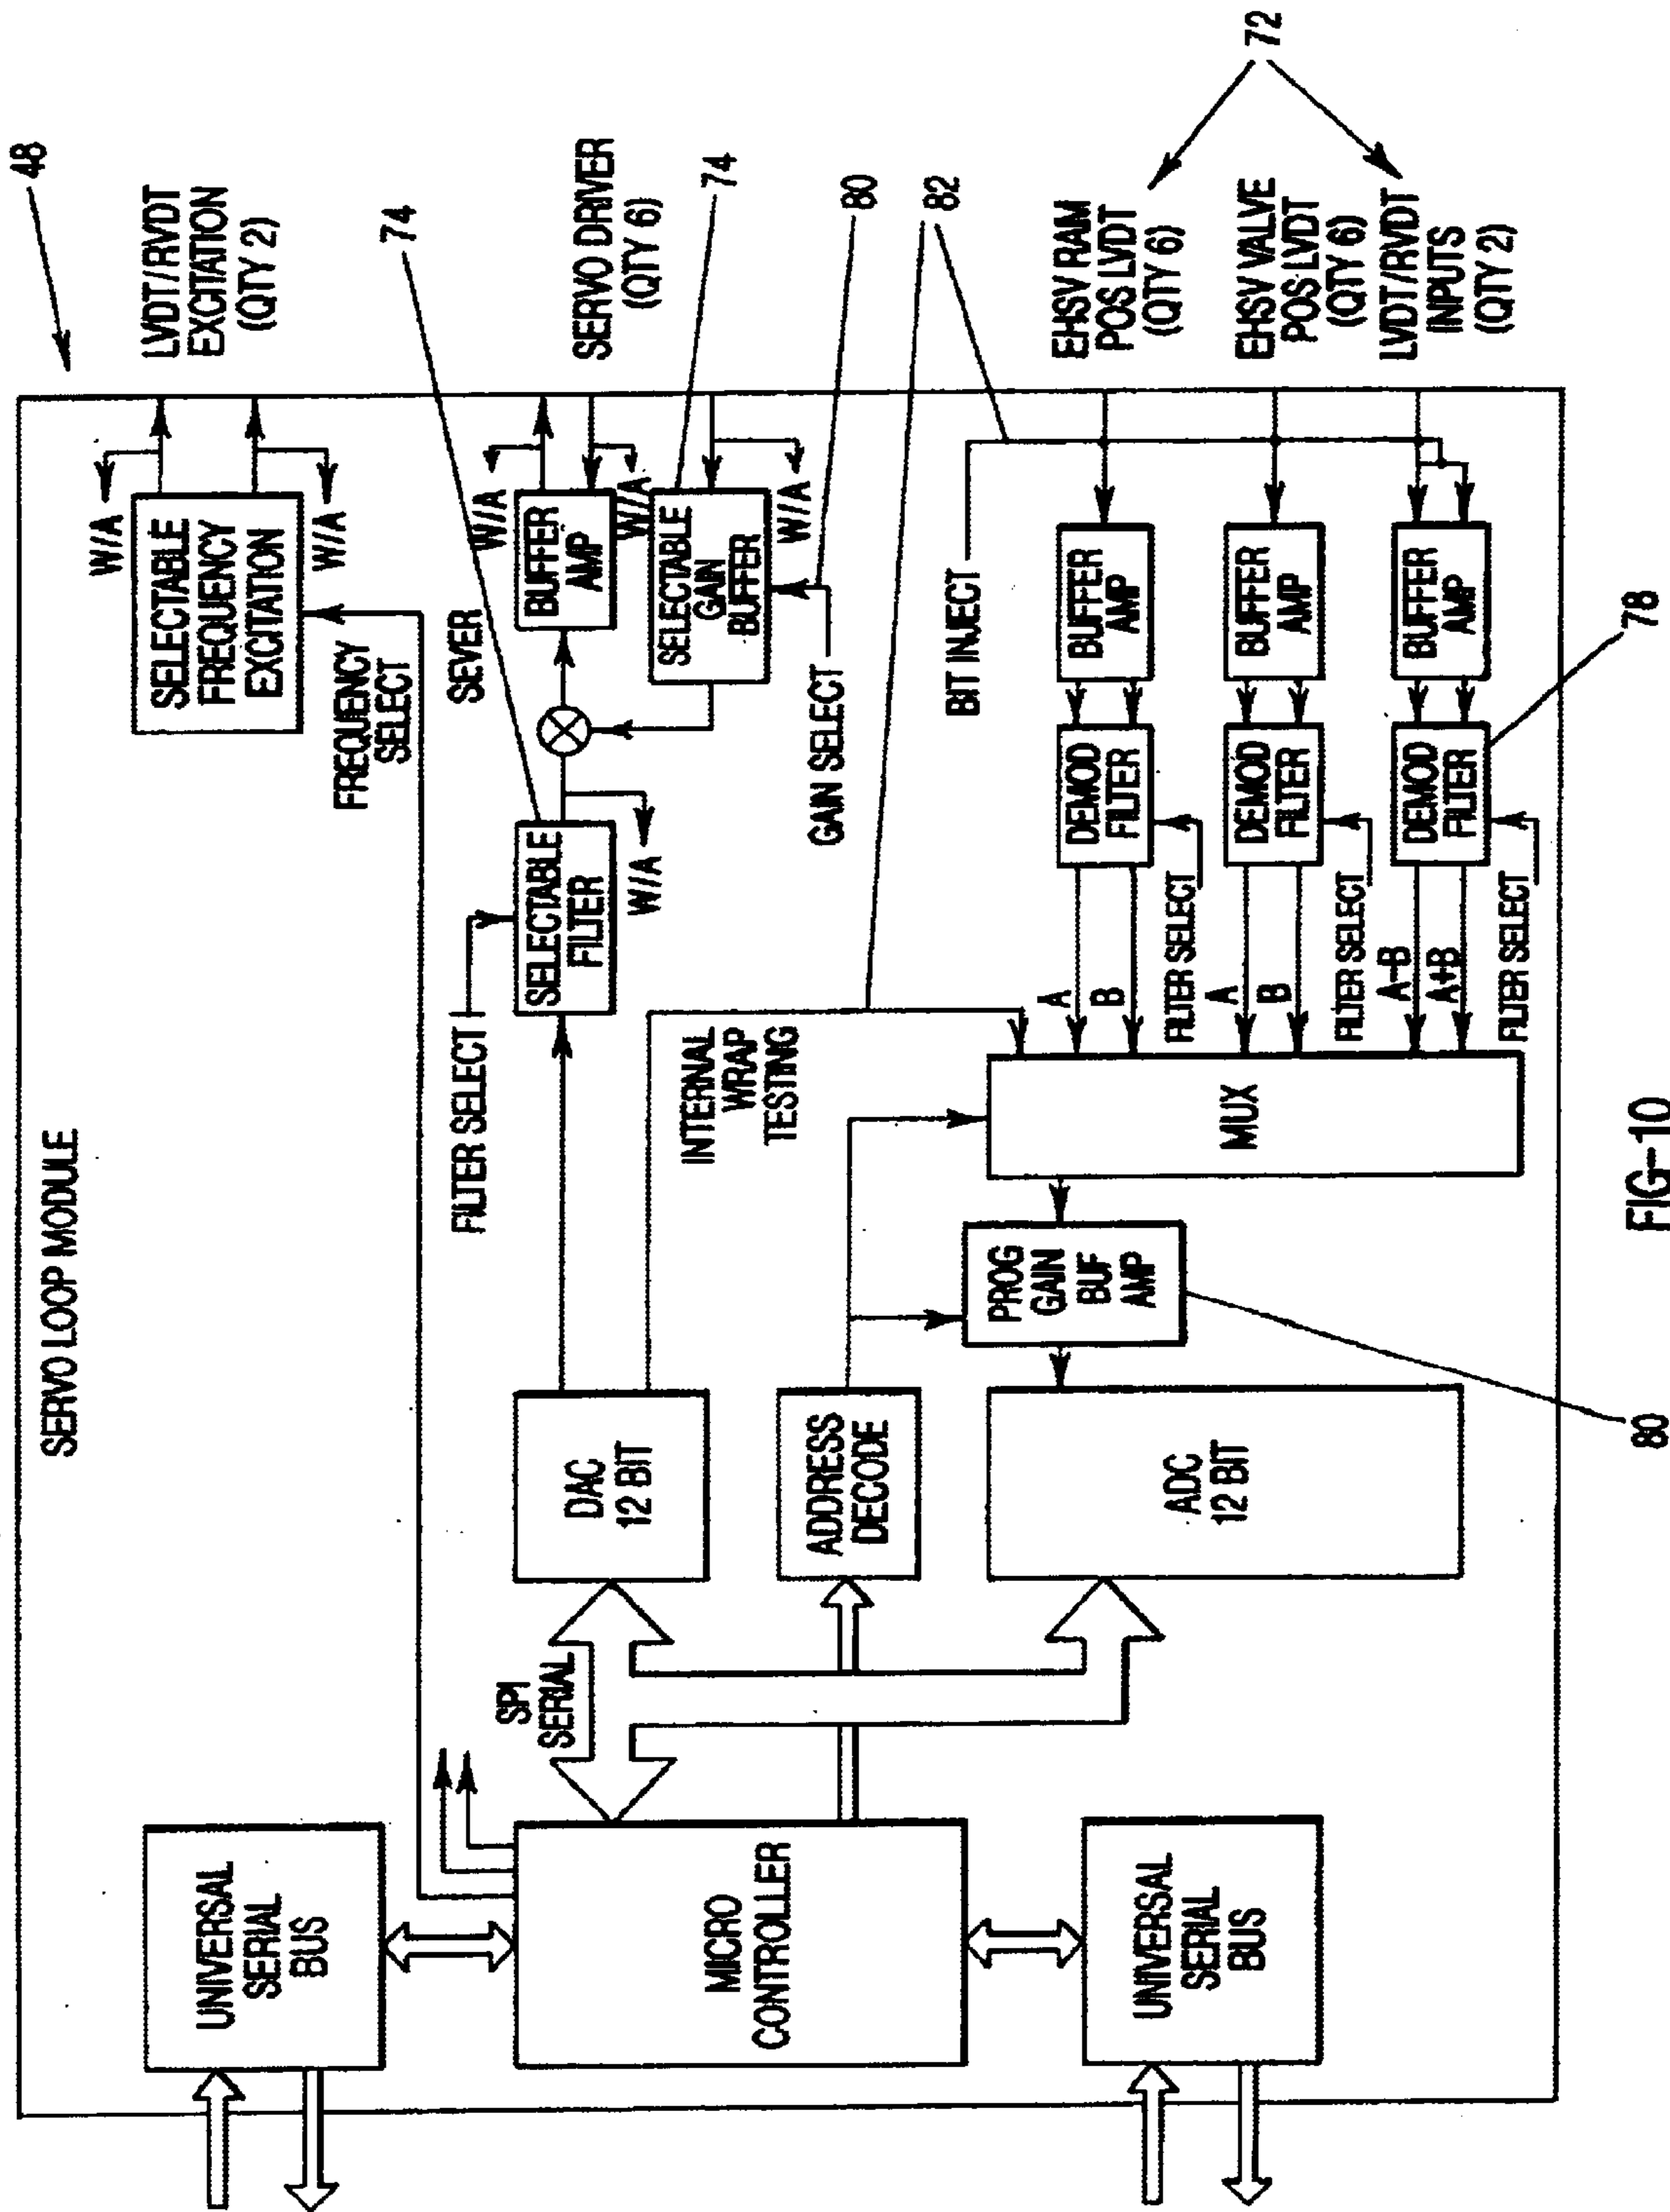 48
SERVO LOOP MODULE
UNIVERSAL
SERIAL
BUS
W/A
SELECTABLE
FREQUENCY
EXCITATION
W/A
LVDT/RVDT
EXCITATION
(QTY 2)
FREQUENCY
SELECT
FILTER SELECT
74
SEVER
SPI
SERIAL
DAC
12 BIT
SELECTABLE
FILTER
W/A
W/A
BUFFER
AMP
W/A
SELECTABLE
GAIN
BUFFER
W/A
SERVO DRIVER
(QTY 6)
74
MICRO
CONTROLLER
INTERNAL
WRAP
TESTING
GAIN SELECT
80
82
ADDRESS
DECODE
BIT INJECT
PROG
GAIN
BUF
AMP
ADC
12 BIT
MUX
A
B
DEMOD
FILTER
BUFFER
AMP
FILTER SELECT
EHSV RAM
POS LVDT
(QTY 6)
A
B
DEMOD
FILTER
BUFFER
AMP
FILTER SELECT
EHSV VALVE
POS LVDT
(QTY 6)
A-B
A+B
DEMOD
FILTER
BUFFER
AMP
FILTER SELECT
LVDT/RVDT
INPUTS
(QTY 2)
72
UNIVERSAL
SERIAL
BUS
80
78
FIG-10